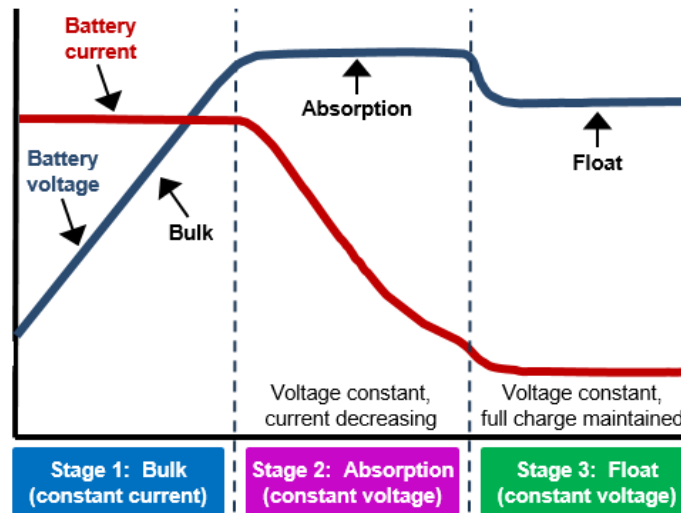 Battery
current
Absorption
Battery
voltage
Float
Bulk
Voltage constant,
current decreasing
Voltage constant,
full charge maintained
Stage 1: Bulk
(constant current)
Stage 2: Absorption
(constant voltage)
Stage 3: Float
(constant voltage)